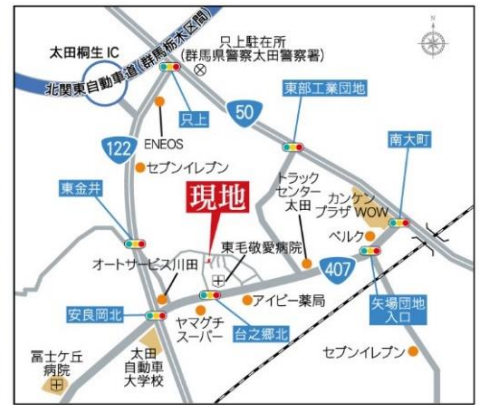 N
太田桐生 IC
北関東自動車道(群馬栃木区間)
只上駐在所
(群馬県警察太田警察署)
只上
50
東部工業団地
ENEOS
122
セブンイレブン
南大町
東金井
現地
トラック
センター
太田
カンケン
プラザ WOW
ベルク
東毛敬愛病院
オートサービス川田
407
安良岡北
アイビー薬局
ヤマグチ
スーパー
台之郷北
矢場団地
入口
冨士ケ丘
病院
太田
自動車
大学校
セブンイレブン